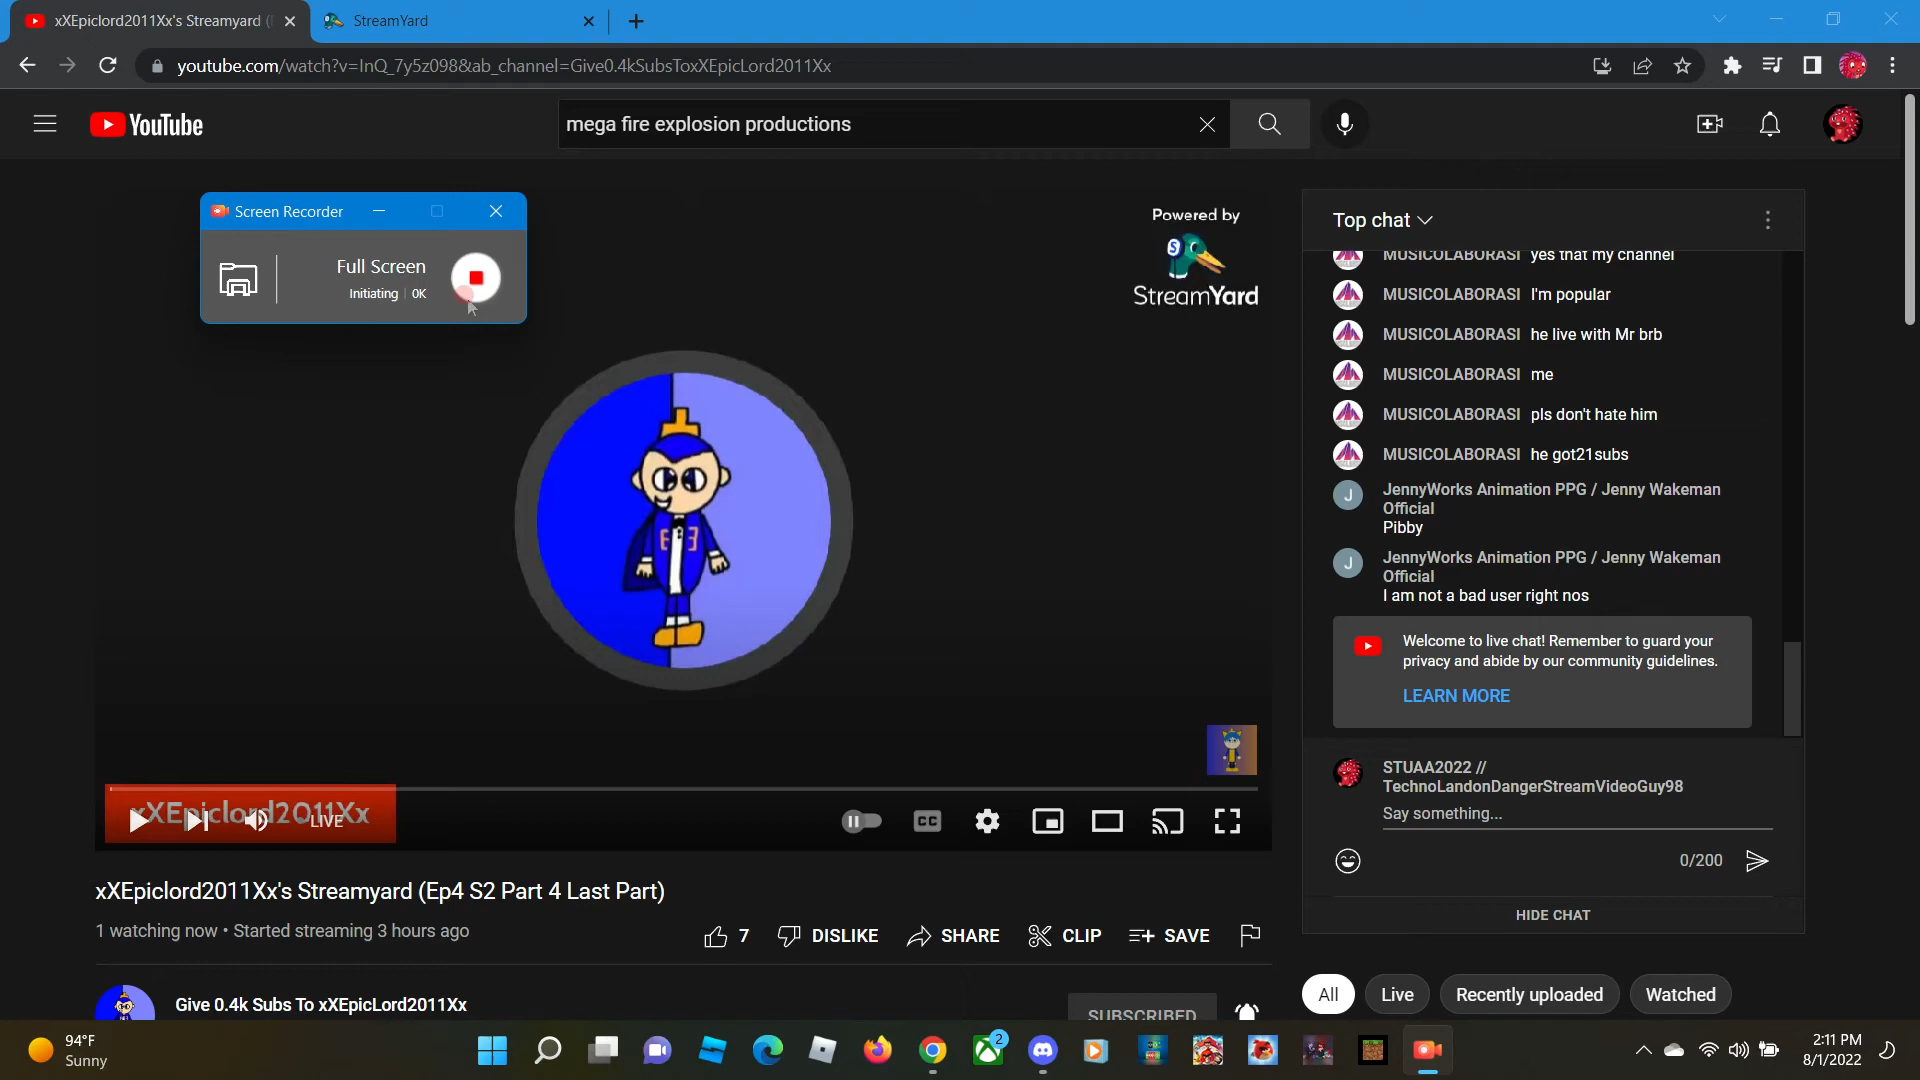 xXEpiclord2011Xx's Streamyard (
StreamYard
youtube.com/watch?v=InQ_7y5z098&ab_channel=Give0.4kSubsToxXEpicLord2011Xx
YouTube
mega fire explosion productions
Screen Recorder
Full Screen
Initiating | 0K
Powered by
S
StreamYard
xXEpiclord2011Xx
LIVE
CC
xXEpiclord2011Xx's Streamyard (Ep4 S2 Part 4 Last Part)
1 watching now • Started streaming 3 hours ago
7
DISLIKE
SHARE
CLIP
SAVE
Give 0.4k Subs To xXEpicLord2011Xx
SUBSCRIBED
Top chat
MUSICOLABORASI yes that my channel
MUSICOLABORASI I'm popular
MUSICOLABORASI he live with Mr brb
MUSICOLABORASI me
MUSICOLABORASI pls don't hate him
MUSICOLABORASI he got21subs
J
JennyWorks Animation PPG / Jenny Wakeman
Official
Pibby
J
JennyWorks Animation PPG / Jenny Wakeman
Official
I am not a bad user right nos
Welcome to live chat! Remember to guard your
privacy and abide by our community guidelines.
LEARN MORE
STUAA2022 //
TechnoLandonDangerStreamVideoGuy98
Say something...
0/200
HIDE CHAT
All
Live
Recently uploaded
Watched
94°F
Sunny
2
2:11 PM
8/1/2022